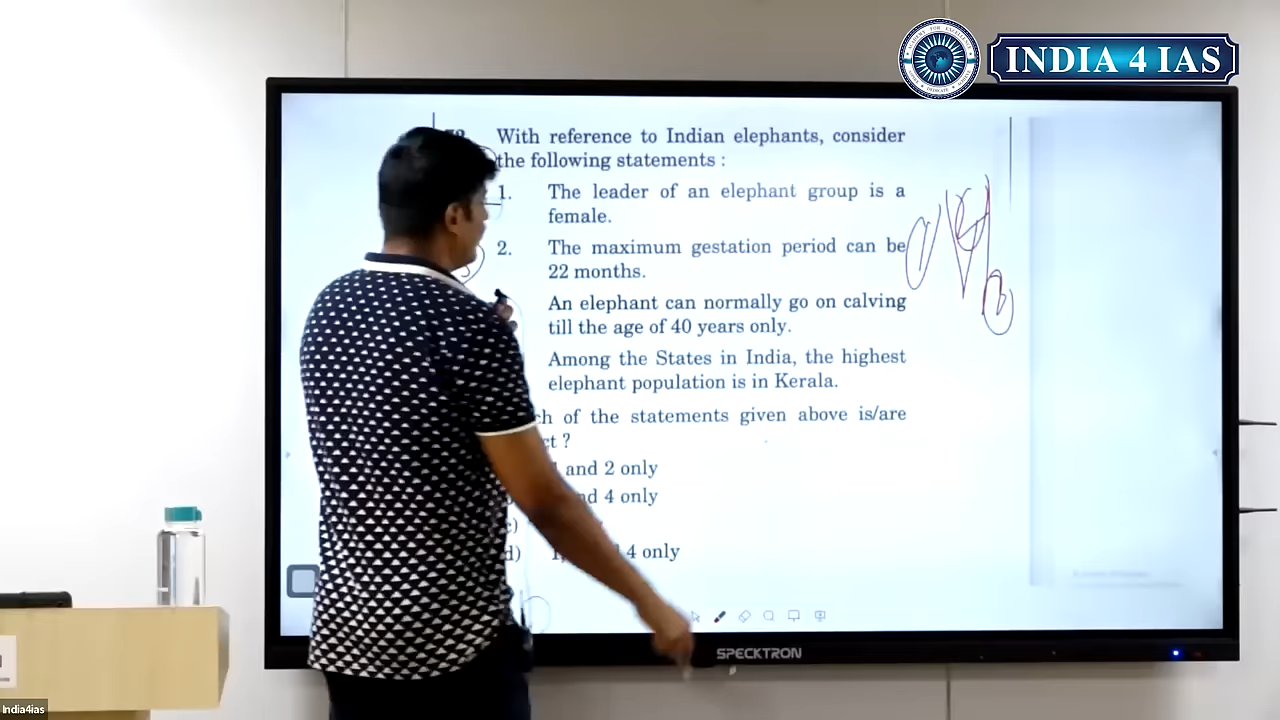 INDIA 4 IAS
With reference to Indian elephants, consider
the following statements :
1. The leader of an elephant group is a
female.
2. The maximum gestation period can be
22 months.
An elephant can normally go on calving
till the age of 40 years only.
Among the States in India, the highest
elephant population is in Kerala.
of the statements given above is/are
?
and 2 only
4 only
c)
d) 4 only
SPECKTRON
India4ias